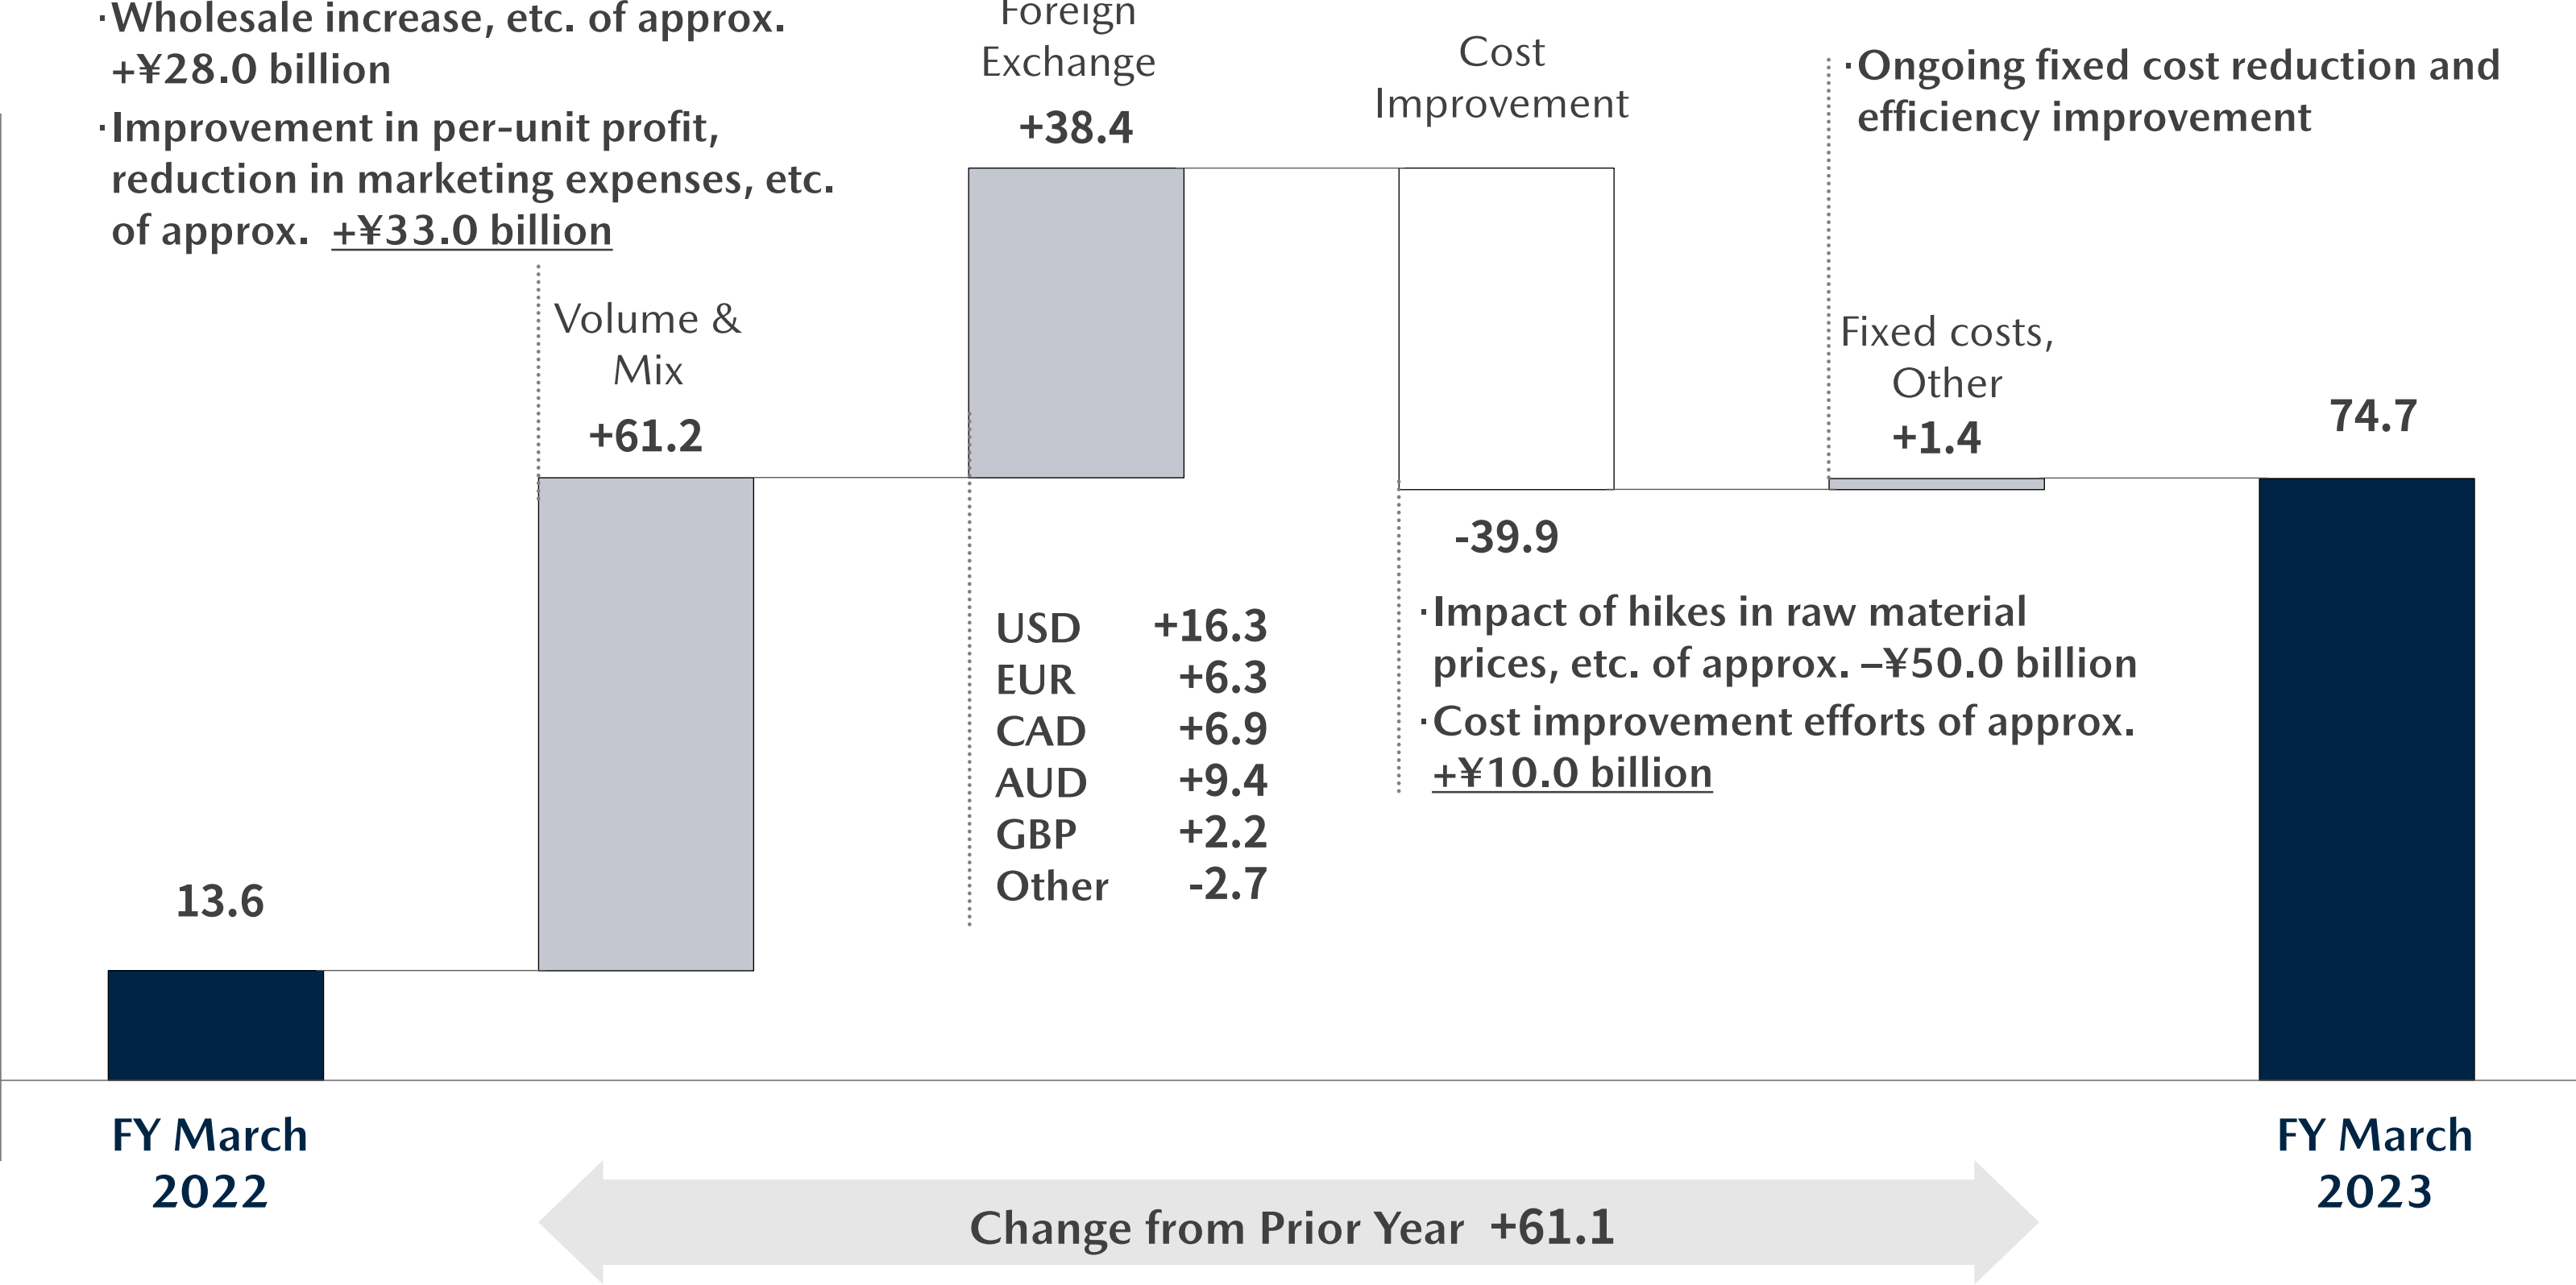 ·Wholesale increase, etc. of approx.
+¥28.0 billion
·Improvement in per-unit profit,
reduction in marketing expenses, etc.
of approx. +¥33.0 billion
Volume &
Mix
+61.2
Foreign
Exchange
+38.4
Cost
Improvement
·Ongoing fixed cost reduction and
efficiency improvement
Fixed costs,
Other
+1.4
74.7
-39.9
USD +16.3
EUR +6.3
CAD +6.9
AUD +9.4
GBP +2.2
Other -2.7
·Impact of hikes in raw material
prices, etc. of approx. –¥50.0 billion
·Cost improvement efforts of approx.
+¥10.0 billion
13.6
FY March
2022
FY March
2023
Change from Prior Year +61.1